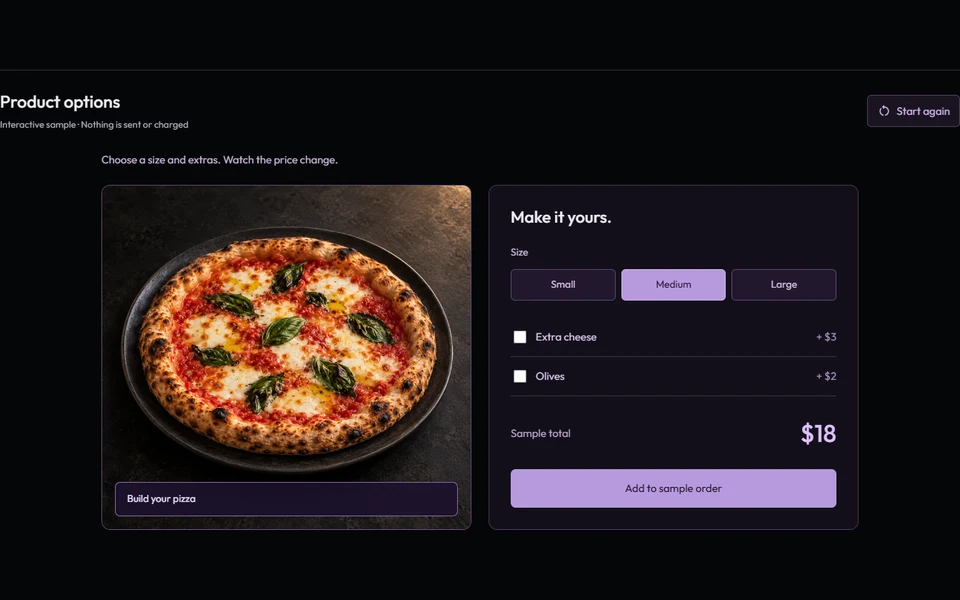 Product options
Interactive sample · Nothing is sent or charged
Start again
Choose a size and extras. Watch the price change.
Build your pizza
Make it yours.
Size
Small
Medium
Large
Extra cheese
+ $3
Olives
+ $2
Sample total
$18
Add to sample order